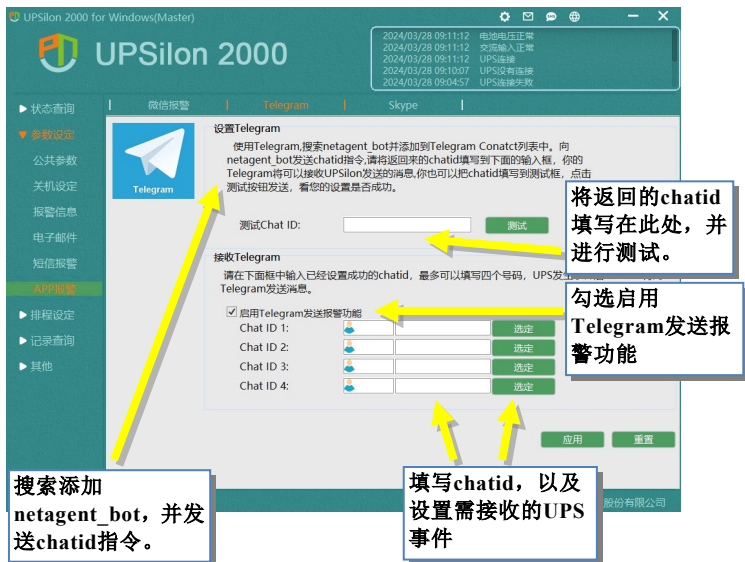 UPSilon 2000 for Windows(Master)
UPSilon 2000
2024/03/28 09:11:12 电池电压正常
2024/03/28 09:11:12 交流输入正常
2024/03/28 09:11:12 UPS连接
2024/03/28 09:10:07 UPS没有连接
2024/03/28 09:04:57 UPS连接失败
微信报警 Telegram Skype
状态查询
参数设定
公共参数
关机设定
报警信息
电子邮件
短信报警
APP报警
排程设定
记录查询
其他
Telegram
设置Telegram
使用Telegram,搜索netagent_bot并添加到Telegram Conatct列表中。向
netagent_bot发送chatid指令,请将返回来的chatid填写到下面的输入框，你的
Telegram将可以接收UPSilon发送的消息,你也可以把chatid填写到测试框，点击
测试按钮发送，看您的设置是否成功。
测试Chat ID: 测试
接收Telegram
请在下面框中输入已经设置成功的chatid，最多可以填写四个号码，UPS发生
Telegram发送消息。
启用Telegram发送报警功能
Chat ID 1: 选定
Chat ID 2: 选定
Chat ID 3: 选定
Chat ID 4: 选定
应用 重置
股份有限公司
将返回的chatid
填写在此处，并
进行测试。
勾选启用
Telegram发送报
警功能
搜索添加
netagent_bot，并发
送chatid指令。
填写chatid，以及
设置需接收的UPS
事件